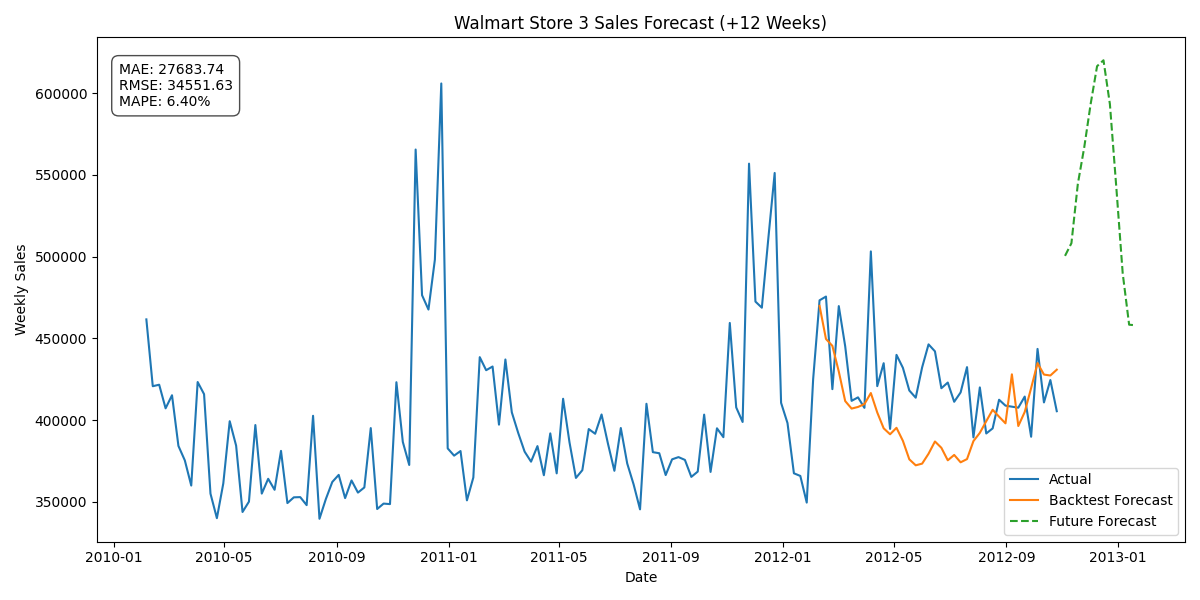 Walmart Store 3 Sales Forecast (+12 Weeks)
MAE: 27683.74
RMSE: 34551.63
MAPE: 6.40%
Weekly Sales
600000
550000
500000
450000
400000
350000
Actual
Backtest Forecast
Future Forecast
2010-01 2010-05 2010-09 2011-01 2011-05 2011-09 2012-01 2012-05 2012-09 2013-01
Date